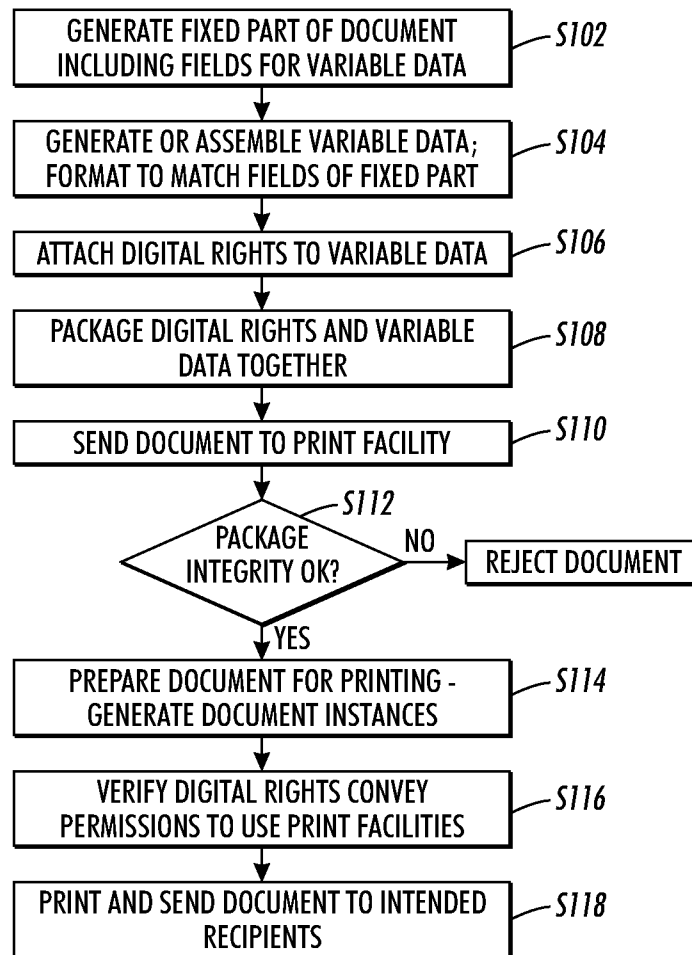 GENERATE FIXED PART OF DOCUMENT
INCLUDING FIELDS FOR VARIABLE DATA
S102
GENERATE OR ASSEMBLE VARIABLE DATA;
FORMAT TO MATCH FIELDS OF FIXED PART
S104
ATTACH DIGITAL RIGHTS TO VARIABLE DATA
S106
PACKAGE DIGITAL RIGHTS AND VARIABLE
DATA TOGETHER
S108
SEND DOCUMENT TO PRINT FACILITY
S110
S112
PACKAGE
INTEGRITY OK?
NO
REJECT DOCUMENT
YES
PREPARE DOCUMENT FOR PRINTING -
GENERATE DOCUMENT INSTANCES
S114
VERIFY DIGITAL RIGHTS CONVEY
PERMISSIONS TO USE PRINT FACILITIES
S116
PRINT AND SEND DOCUMENT TO INTENDED
RECIPIENTS
S118